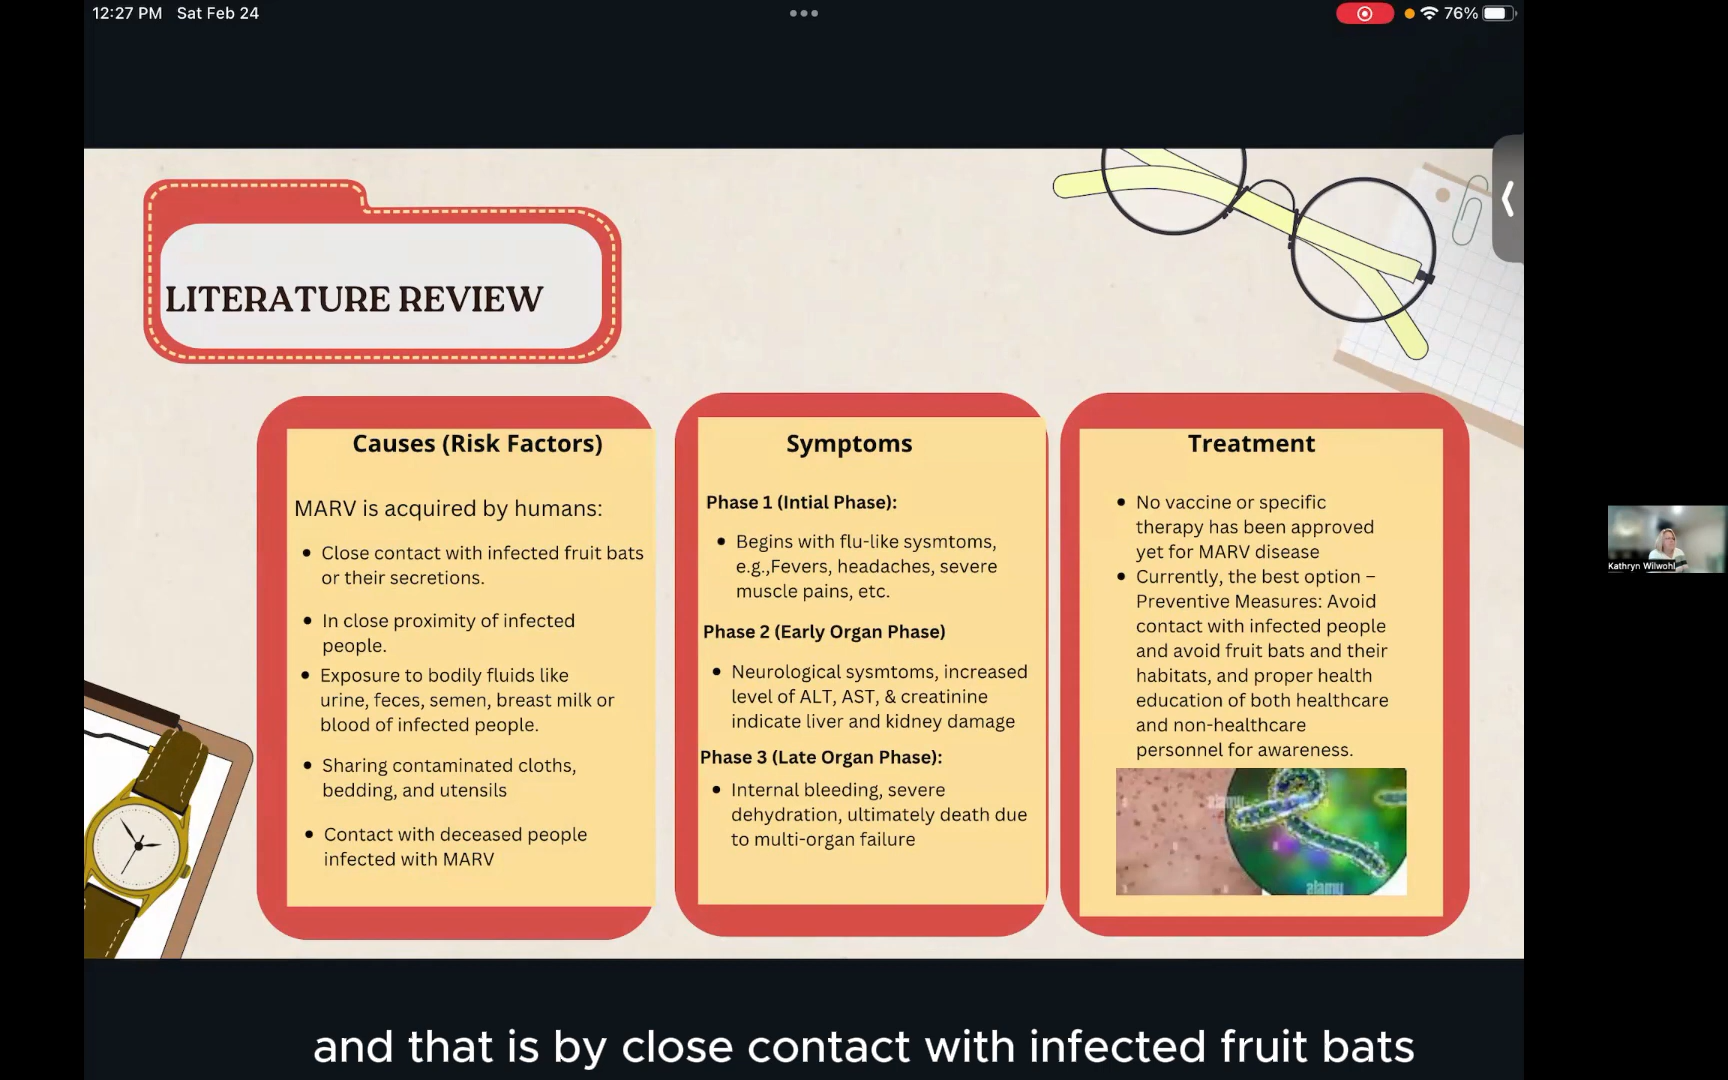 12:27 PM Sat Feb 24
76%
LITERATURE REVIEW
Causes (Risk Factors)
MARV is acquired by humans:
• Close contact with infected fruit bats
or their secretions.
• In close proximity of infected
people.
• Exposure to bodily fluids like
urine, feces, semen, breast milk or
blood of infected people.
• Sharing contaminated cloths,
bedding, and utensils
• Contact with deceased people
infected with MARV
Symptoms
Phase 1 (Intial Phase):
• Begins with flu-like sysmtoms,
e.g.,Fevers, headaches, severe
muscle pains, etc.
Phase 2 (Early Organ Phase)
• Neurological sysmtoms, increased
level of ALT, AST, & creatinine
indicate liver and kidney damage
Phase 3 (Late Organ Phase):
• Internal bleeding, severe
dehydration, ultimately death due
to multi-organ failure
Treatment
• No vaccine or specific
therapy has been approved
yet for MARV disease
• Currently, the best option –
Preventive Measures: Avoid
contact with infected people
and avoid fruit bats and their
habitats, and proper health
education of both healthcare
and non-healthcare
personnel for awareness.
alamy
alamy
Kathryn Wilwohl
and that is by close contact with infected fruit bats